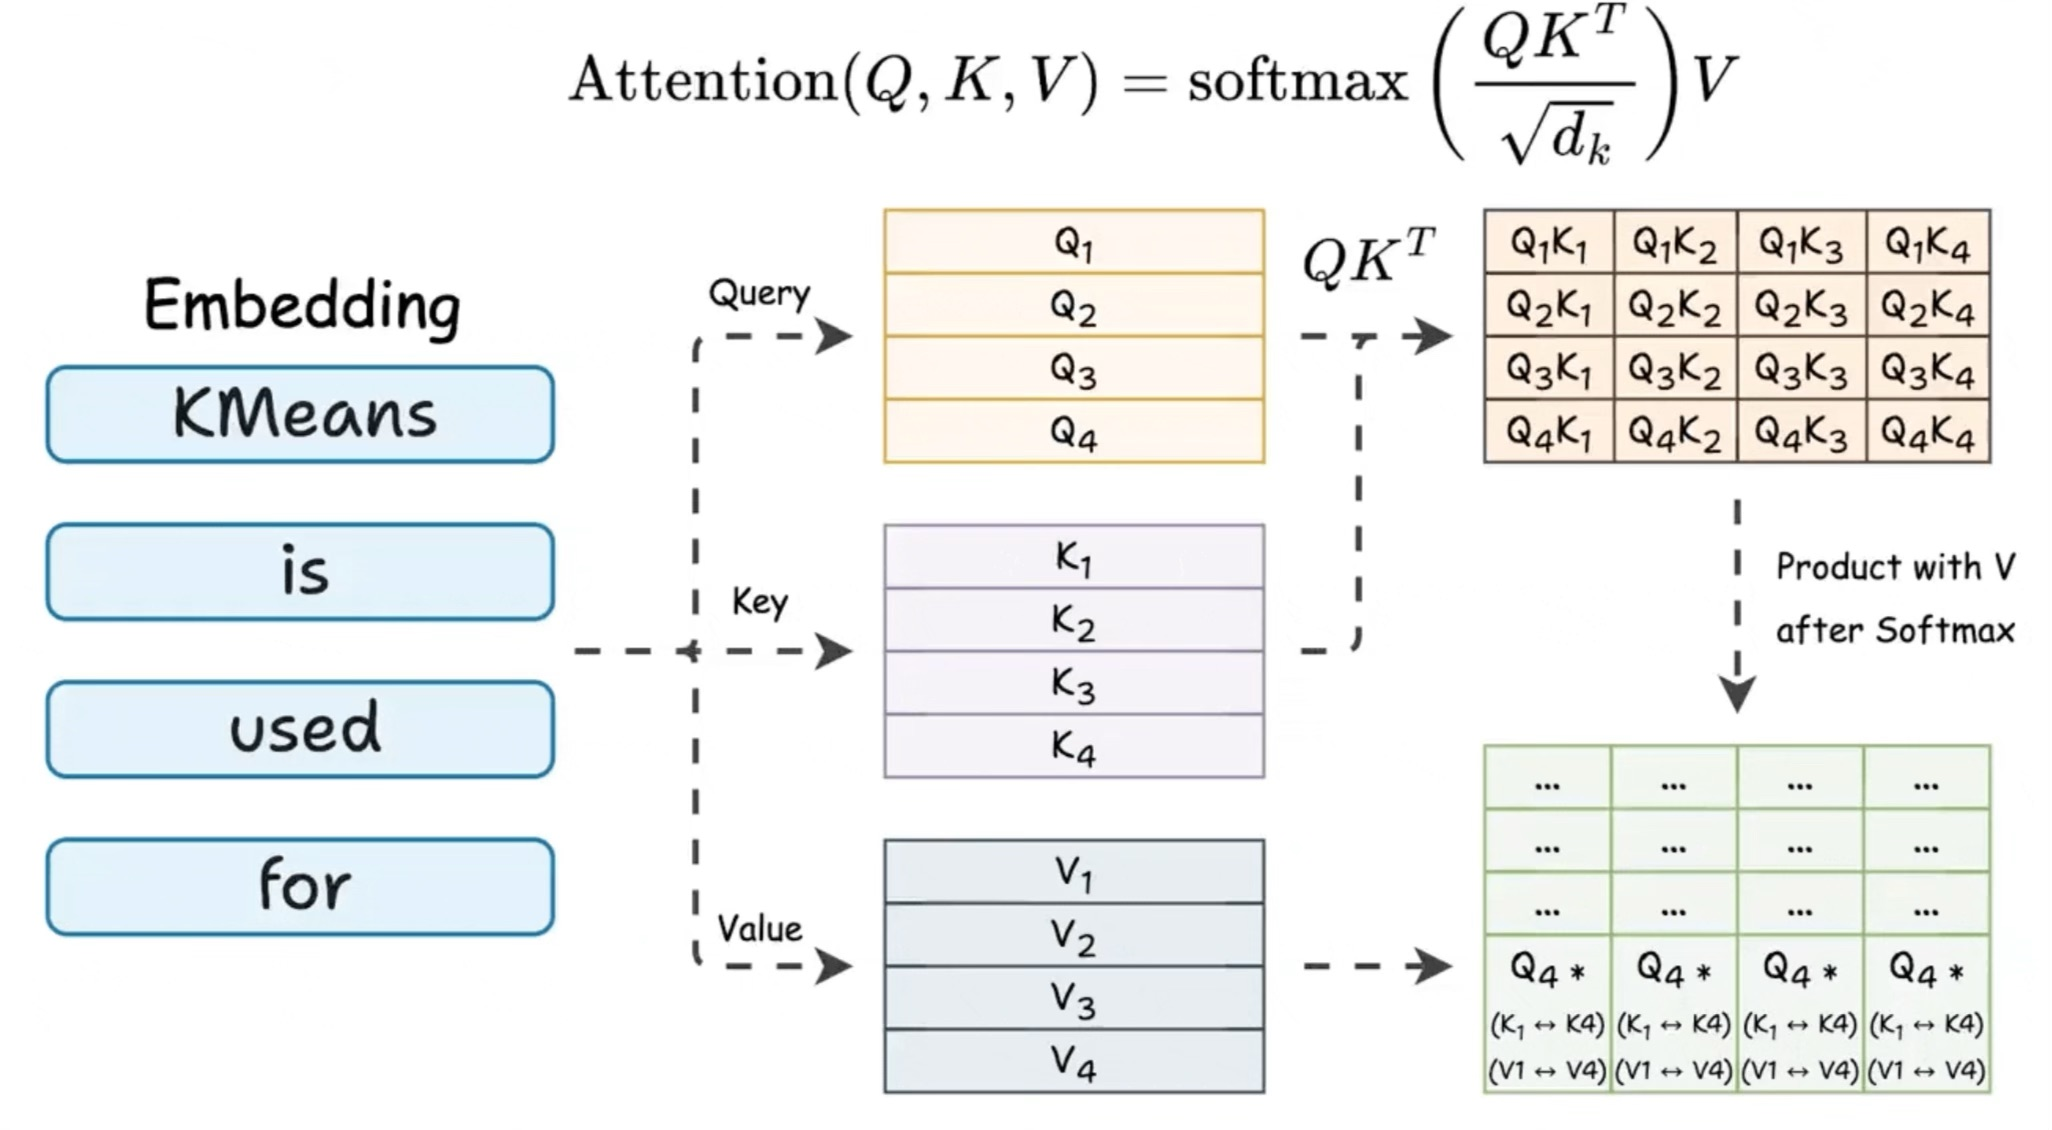 Attention(Q, K, V) = softmax(QK^T / √d_k)V
Embedding
KMeans
is
used
for
Query
Key
Value
Q₁
Q₂
Q₃
Q₄
K₁
K₂
K₃
K₄
V₁
V₂
V₃
V₄
QK^T
Q₁K₁ Q₁K₂ Q₁K₃ Q₁K₄
Q₂K₁ Q₂K₂ Q₂K₃ Q₂K₄
Q₃K₁ Q₃K₂ Q₃K₃ Q₃K₄
Q₄K₁ Q₄K₂ Q₄K₃ Q₄K₄
Product with V
after Softmax
... ... ... ...
... ... ... ...
... ... ... ...
Q₄ * Q₄ * Q₄ * Q₄ *
(K₁ ↔ K4) (K₁ ↔ K4) (K₁ ↔ K4) (K₁ ↔ K4)
(V1 ↔ V4) (V1 ↔ V4) (V1 ↔ V4) (V1 ↔ V4)